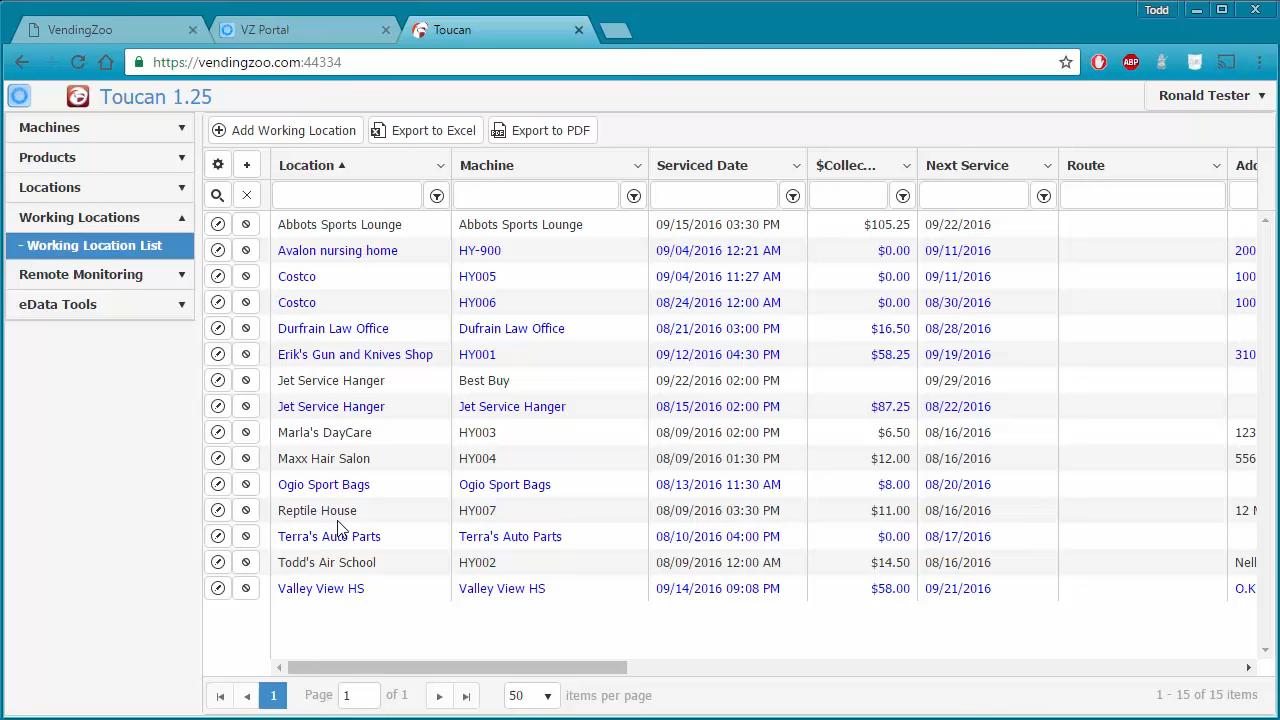 Todd
VendingZoo
VZ Portal
Toucan
https://vendingzoo.com:44334
ABP
Toucan 1.25
Ronald Tester
Machines
Products
Locations
Working Locations
- Working Location List
Remote Monitoring
eData Tools
Add Working Location Export to Excel Export to PDF
Location Machine Serviced Date $Collec... Next Service Route Add
Abbots Sports Lounge Abbots Sports Lounge 09/15/2016 03:30 PM $105.25 09/22/2016
Avalon nursing home HY-900 09/04/2016 12:21 AM $0.00 09/11/2016 200
Costco HY005 09/04/2016 11:27 AM $0.00 09/11/2016 100
Costco HY006 08/24/2016 12:00 AM $0.00 08/30/2016 100
Durfrain Law Office Dufrain Law Office 08/21/2016 03:00 PM $16.50 08/28/2016
Erik's Gun and Knives Shop HY001 09/12/2016 04:30 PM $58.25 09/19/2016 310
Jet Service Hanger Best Buy 09/22/2016 02:00 PM 09/29/2016
Jet Service Hanger Jet Service Hanger 08/15/2016 02:00 PM $87.25 08/22/2016
Marla's DayCare HY003 08/09/2016 02:00 PM $6.50 08/16/2016 123
Maxx Hair Salon HY004 08/09/2016 01:30 PM $12.00 08/16/2016 556
Ogio Sport Bags Ogio Sport Bags 08/13/2016 11:30 AM $8.00 08/20/2016
Reptile House HY007 08/09/2016 03:30 PM $11.00 08/16/2016 12 M
Terra's Auto Parts Terra's Auto Parts 08/10/2016 04:00 PM $0.00 08/17/2016
Todd's Air School HY002 08/09/2016 12:00 AM $14.50 08/16/2016 Nell
Valley View HS Valley View HS 09/14/2016 09:08 PM $58.00 09/21/2016 O.K
1 Page 1 of 1 50 items per page 1 - 15 of 15 items